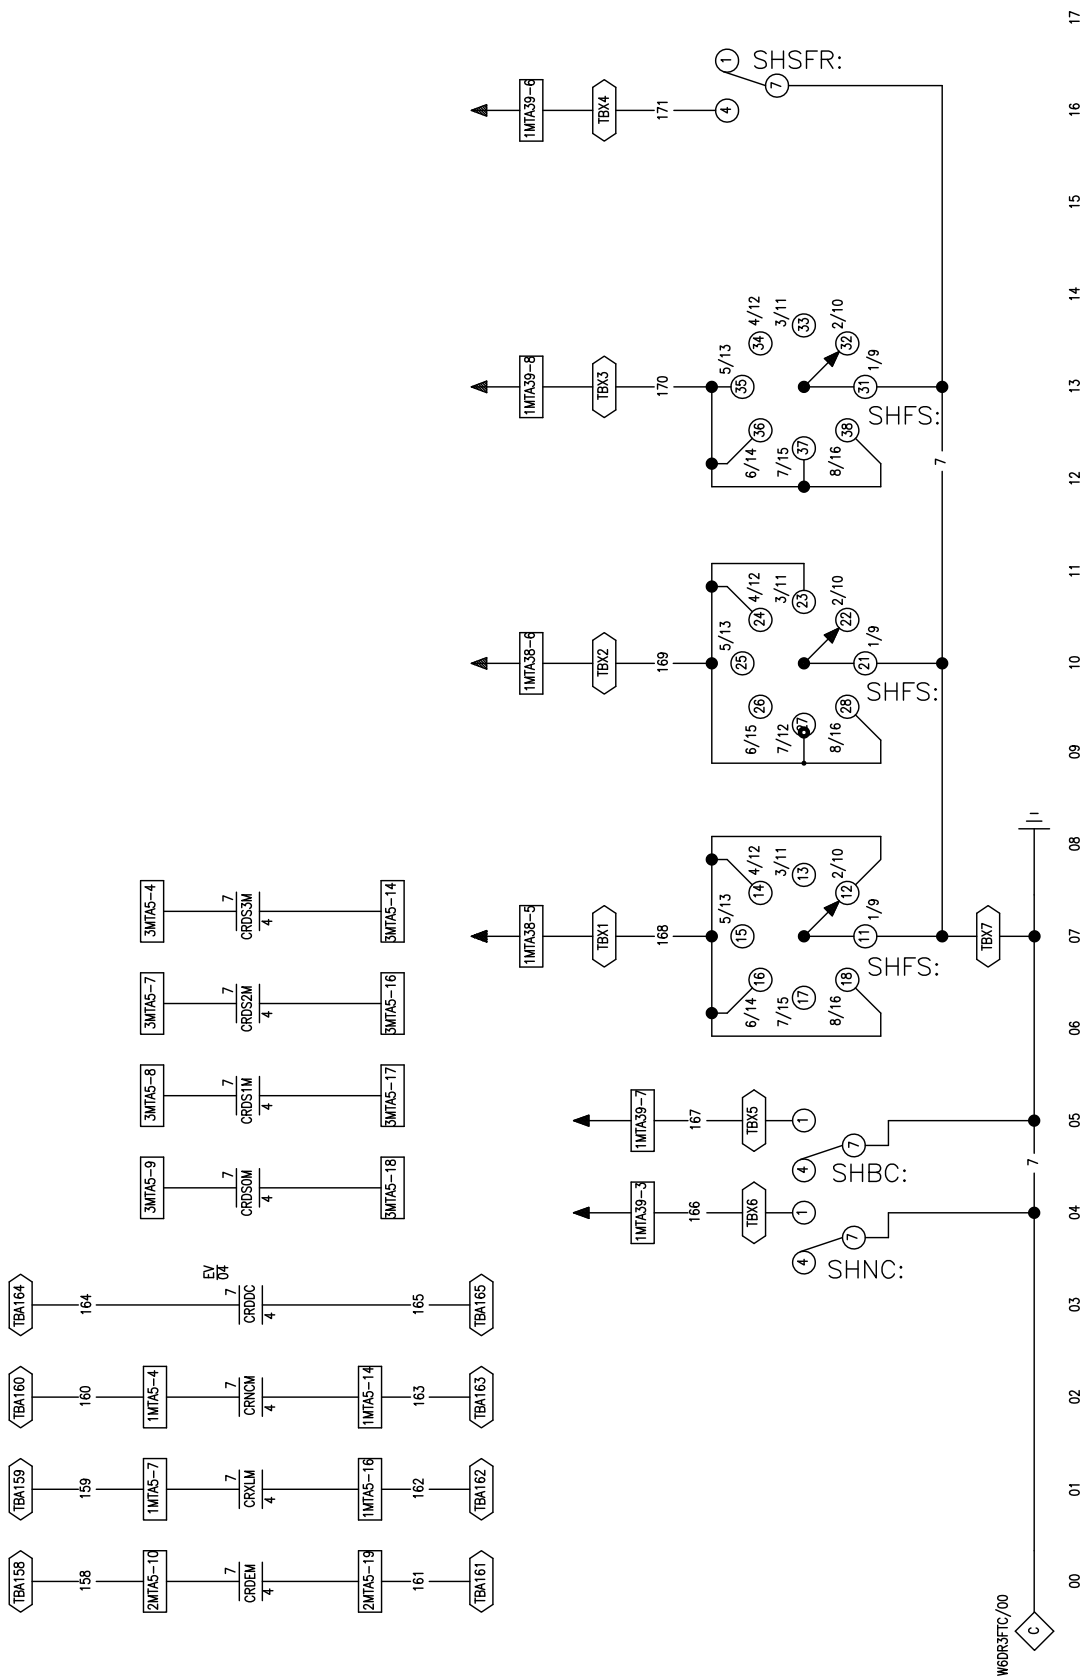 TBA158
158
2MTA5-10
7
CRDEM
4
2MTA5-19
161
TBA161
TBA159
159
1MTA5-7
7
CRXLM
4
1MTA5-16
162
TBA162
TBA160
160
1MTA5-4
7
CRNCM
4
1MTA5-14
163
TBA163
TBA164
164
EV
04
7
CRDDC
4
165
TBA165
3MTA5-9
7
CRDS0M
4
3MTA5-18
3MTA5-8
7
CRDS1M
4
3MTA5-17
3MTA5-7
7
CRDS2M
4
3MTA5-16
3MTA5-4
7
CRDS3M
4
3MTA5-14
1MTA39-3
166
TBX6
4
1
7
SHNC:
1MTA39-7
167
TBX5
4
1
7
SHBC:
1MTA38-5
TBX1
168
5/13
15
6/14
16
14
4/12
7/15
17
13
3/11
8/16
18
12
2/10
11
1/9
SHFS:
TBX7
1MTA38-6
TBX2
169
5/13
25
6/15
26
24
4/12
7/12
27
23
3/11
8/16
28
22
2/10
21
1/9
SHFS:
1MTA39-8
TBX3
170
5/13
35
6/14
36
34
4/12
7/15
37
33
3/11
8/16
38
32
2/10
31
1/9
SHFS:
7
1MTA39-6
TBX4
171
4
1
7
SHSFR:
W6DR3FTC/00
C
7
00 01 02 03 04 05 06 07 08 09 10 11 12 13 14 15 16 17